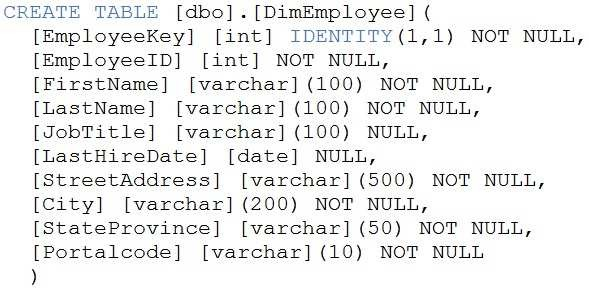 CREATE TABLE [dbo].[DimEmployee](
[EmployeeKey] [int] IDENTITY(1,1) NOT NULL,
[EmployeeID] [int] NOT NULL,
[FirstName] [varchar](100) NOT NULL,
[LastName] [varchar](100) NOT NULL,
[JobTitle] [varchar](100) NULL,
[LastHireDate] [date] NULL,
[StreetAddress] [varchar](500) NOT NULL,
[City] [varchar](200) NOT NULL,
[StateProvince] [varchar](50) NOT NULL,
[Portalcode] [varchar](10) NOT NULL
)